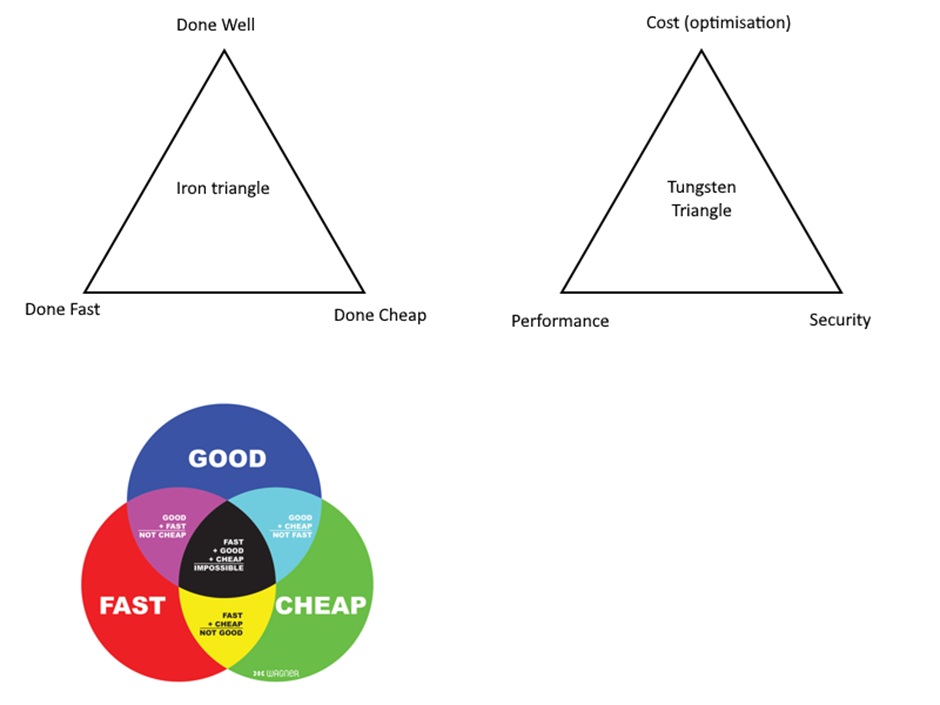 Done Well
Iron triangle
Done Fast
Done Cheap
Cost (optimisation)
Tungsten
Triangle
Performance
Security
GOOD
GOOD
+ FAST
NOT CHEAP
GOOD
+ CHEAP
NOT FAST
FAST
+ GOOD
+ CHEAP
IMPOSSIBLE
FAST
CHEAP
FAST
+ CHEAP
NOT GOOD
WAGNER